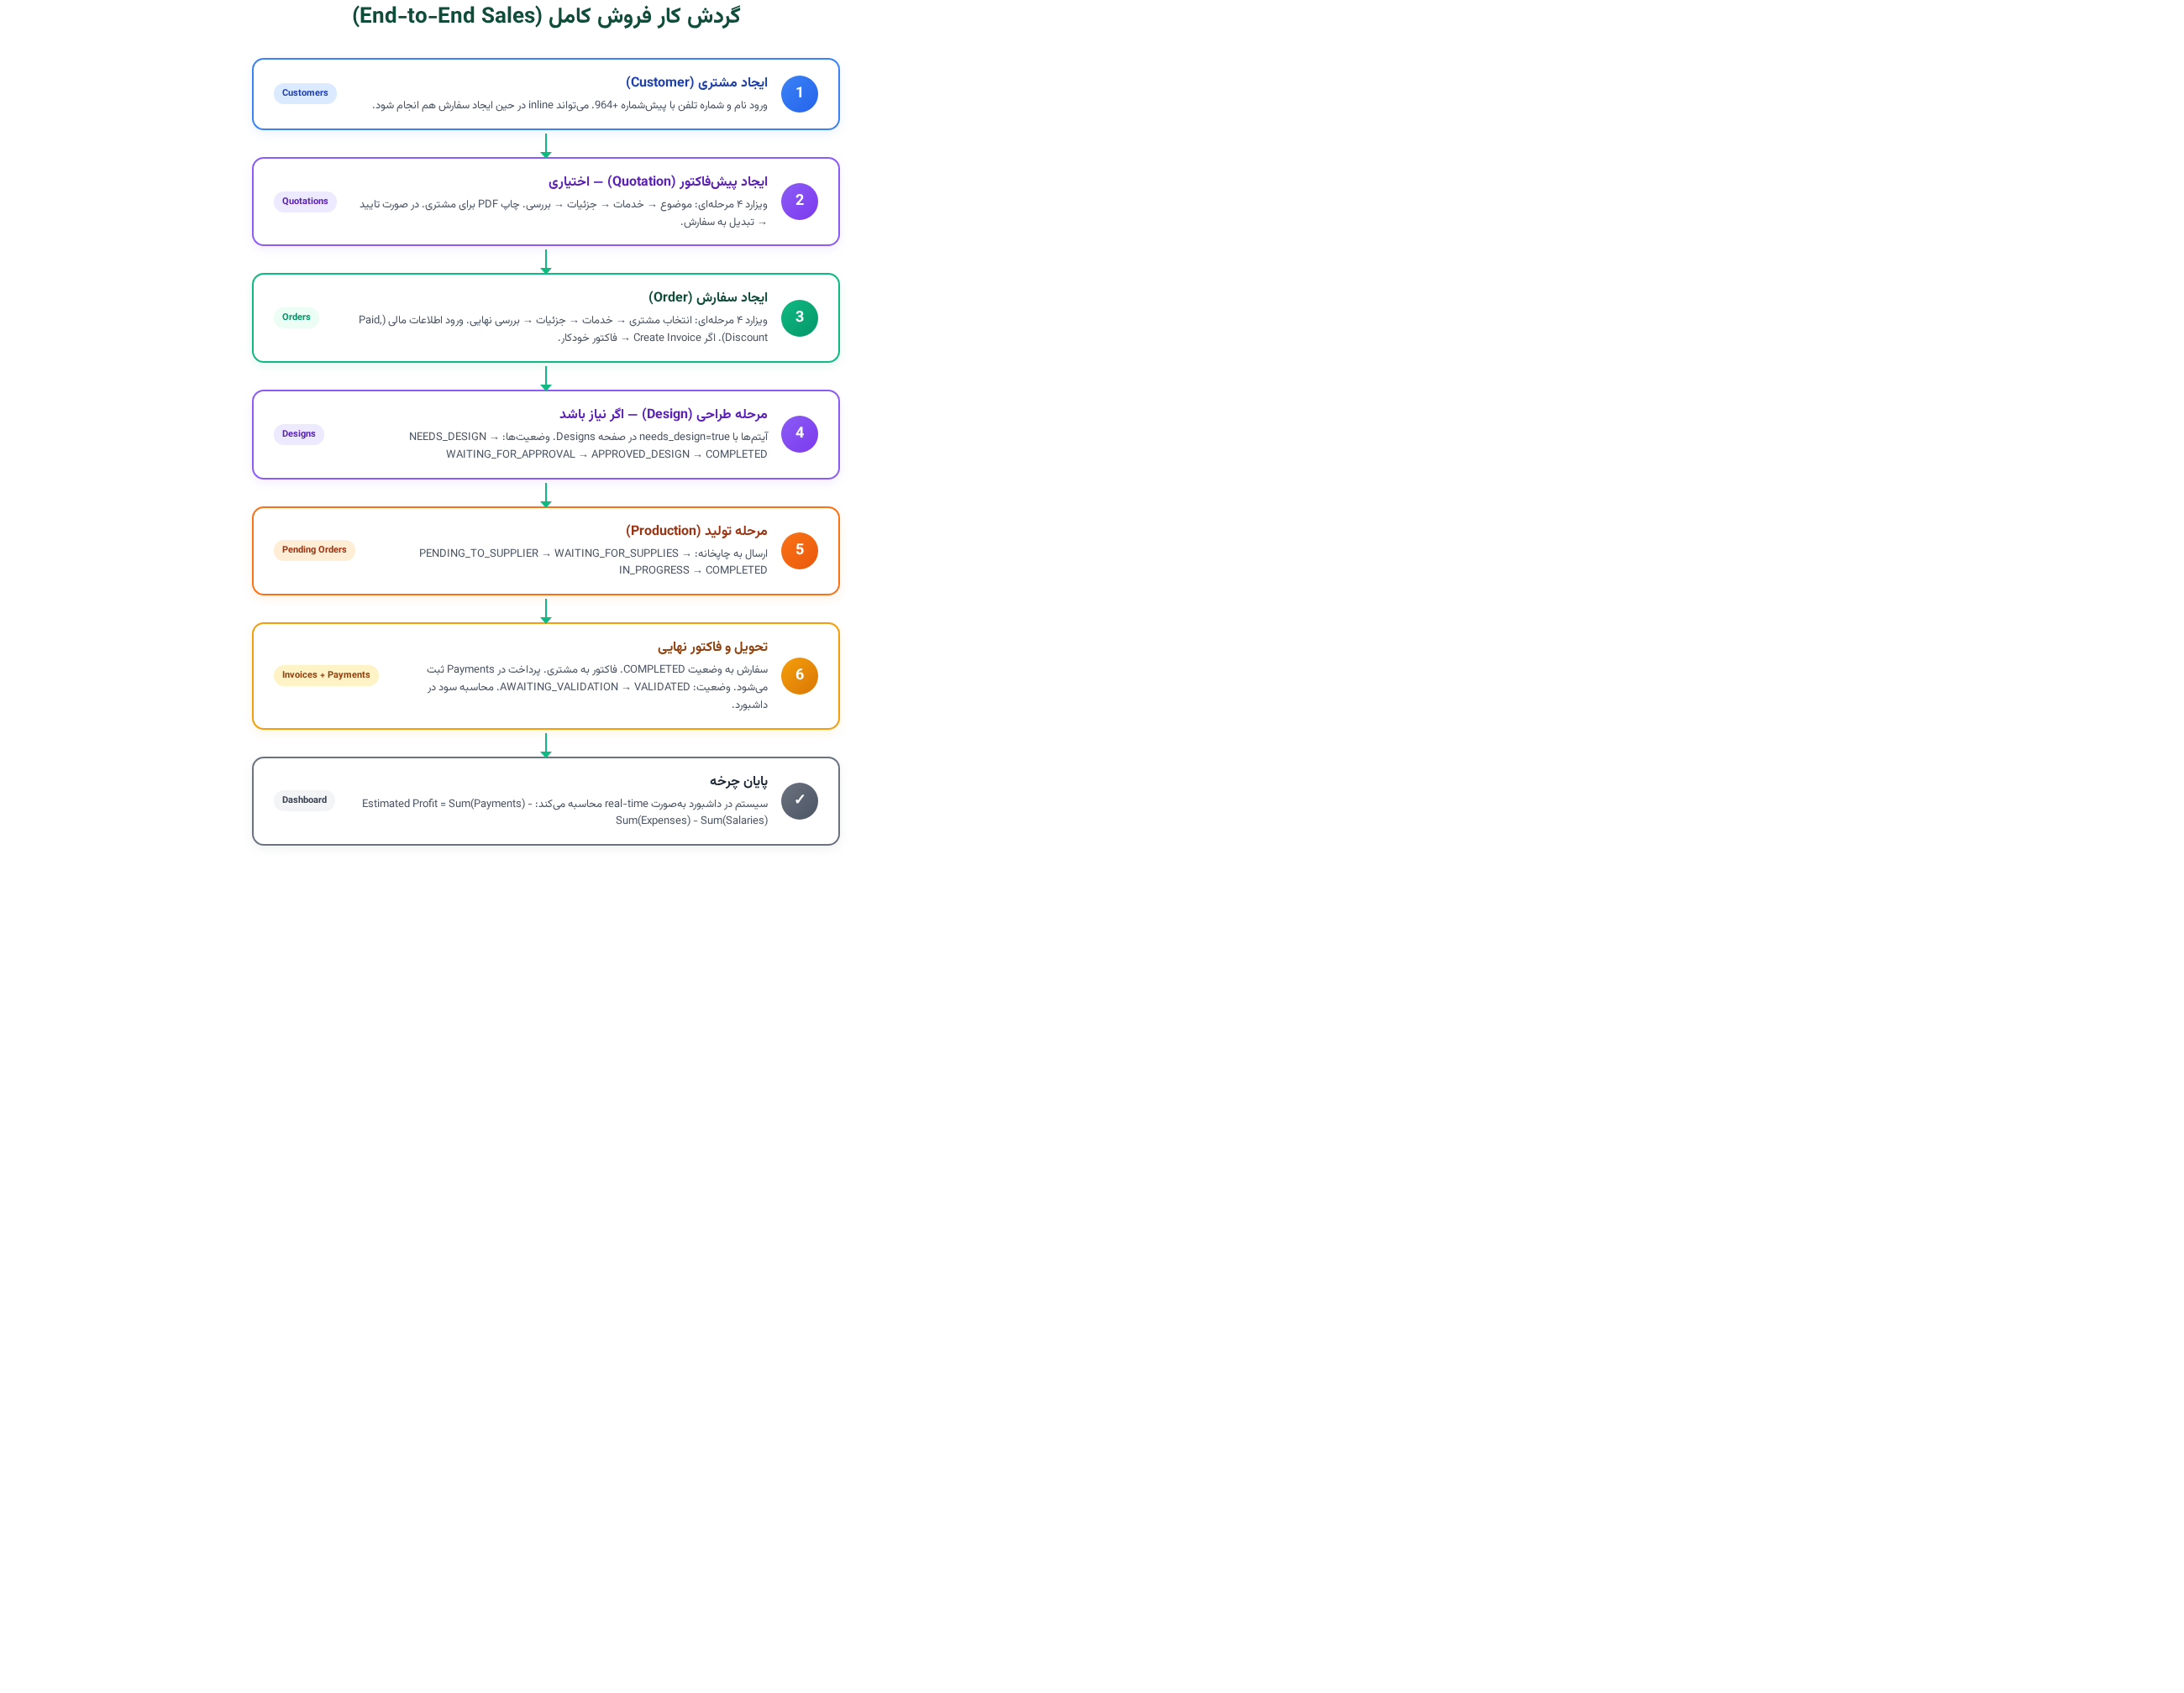 گردش کار فروش کامل (End-to-End Sales)
1
ایجاد مشتری (Customer)
ورود نام و شماره تلفن با پیش‌شماره +964. می‌تواند inline در حین ایجاد سفارش هم انجام شود.
Customers
2
ایجاد پیش‌فاکتور (Quotation) — اختیاری
ویزارد ۴ مرحله‌ای: موضوع → خدمات → جزئیات → بررسی. چاپ PDF برای مشتری. در صورت تایید
→ تبدیل به سفارش.
Quotations
3
ایجاد سفارش (Order)
ویزارد ۴ مرحله‌ای: انتخاب مشتری → خدمات → جزئیات → بررسی نهایی. ورود اطلاعات مالی (Paid,
Discount). اگر Create Invoice → فاکتور خودکار.
Orders
4
مرحله طراحی (Design) — اگر نیاز باشد
آیتم‌ها با needs_design=true در صفحه Designs. وضعیت‌ها: NEEDS_DESIGN →
WAITING_FOR_APPROVAL → APPROVED_DESIGN → COMPLETED
Designs
5
مرحله تولید (Production)
ارسال به چاپخانه: PENDING_TO_SUPPLIER → WAITING_FOR_SUPPLIES →
IN_PROGRESS → COMPLETED
Pending Orders
6
تحویل و فاکتور نهایی
سفارش به وضعیت COMPLETED. فاکتور به مشتری. پرداخت در Payments ثبت
می‌شود. وضعیت: AWAITING_VALIDATION → VALIDATED. محاسبه سود در
داشبورد.
Invoices + Payments
✓
پایان چرخه
سیستم در داشبورد به‌صورت real-time محاسبه می‌کند: Estimated Profit = Sum(Payments) -
Sum(Expenses) - Sum(Salaries)
Dashboard